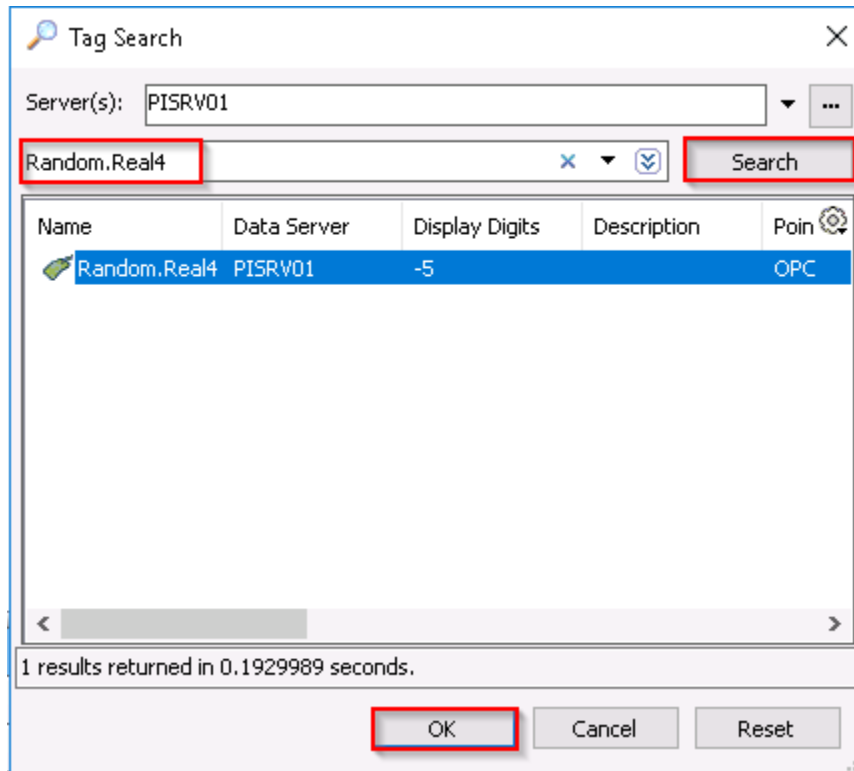 Tag Search
Server(s): PISRV01 ...
Random.Real4 Search
Name Data Server Display Digits Description Poin
Random.Real4 PISRV01 -5 OPC
1 results returned in 0.1929989 seconds.
OK Cancel Reset